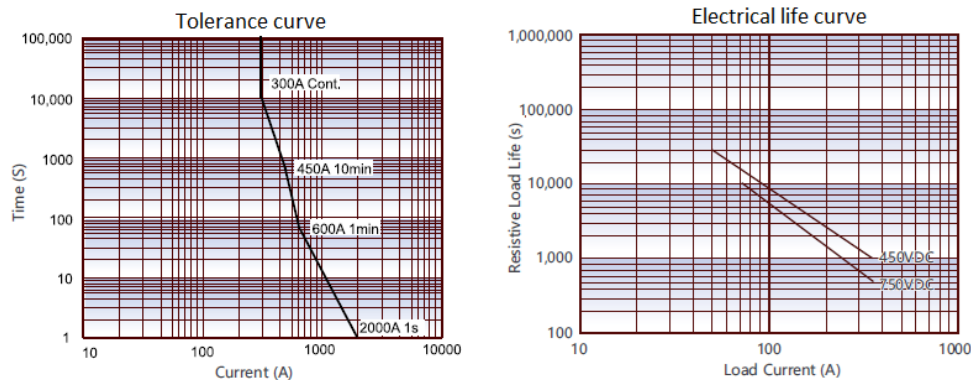 Tolerance curve
100,000
10,000
1000
100
10
1
Time (S)
300A Cont.
450A 10min
600A 1min
2000A 1s
10 100 1000 10000
Current (A)
Electrical life curve
1,000,000
1,00,000
10,000
1,000
100
Resistive Load Life (s)
450VDC
750VDC
10 100 1000
Load Current (A)